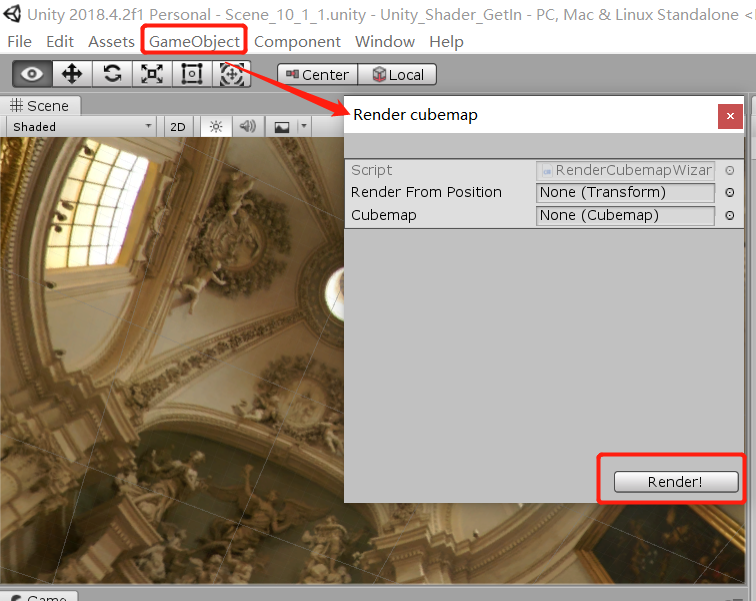 Unity 2018.4.2f1 Personal - Scene_10_1_1.unity - Unity_Shader_GetIn - PC, Mac & Linux Standalone <
File Edit Assets GameObject Component Window Help
Center Local
Scene
Shaded 2D
Render cubemap
Script RenderCubemapWizar
Render From Position None (Transform)
Cubemap None (Cubemap)
Render!
Game